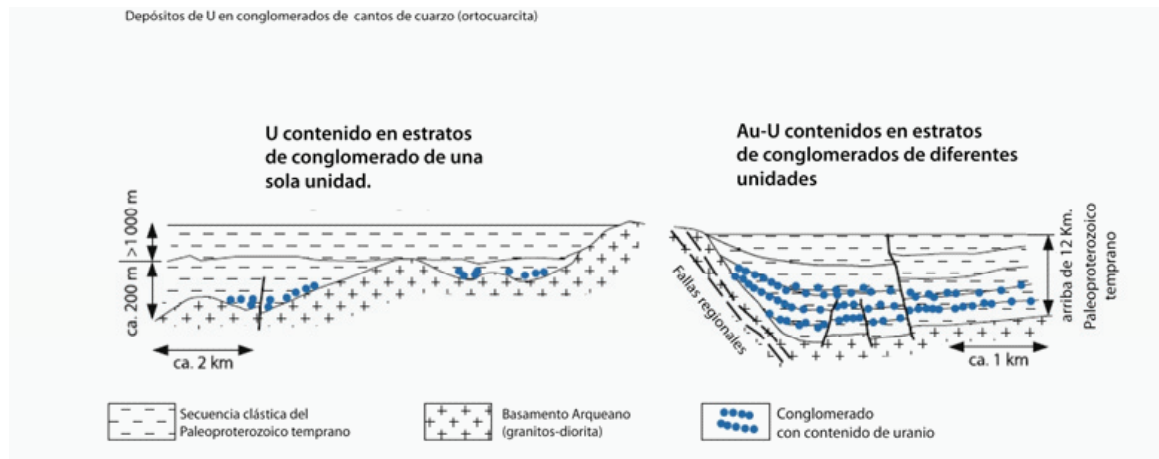 Depósitos de U en conglomerados de cantos de cuarzo (ortocuarcita)
U contenido en estratos
de conglomerado de una
sola unidad.
Au-U contenidos en estratos
de conglomerados de diferentes
unidades
>1 000 m
ca. 200 m
ca. 2 km
Fallas regionales
ca. 1 km
arriba de 12 Km.
Paleoproterozoico
temprano
Secuencia clástica del
Paleoproterozoico temprano
Basamento Arqueano
(granitos-diorita)
Conglomerado
con contenido de uranio